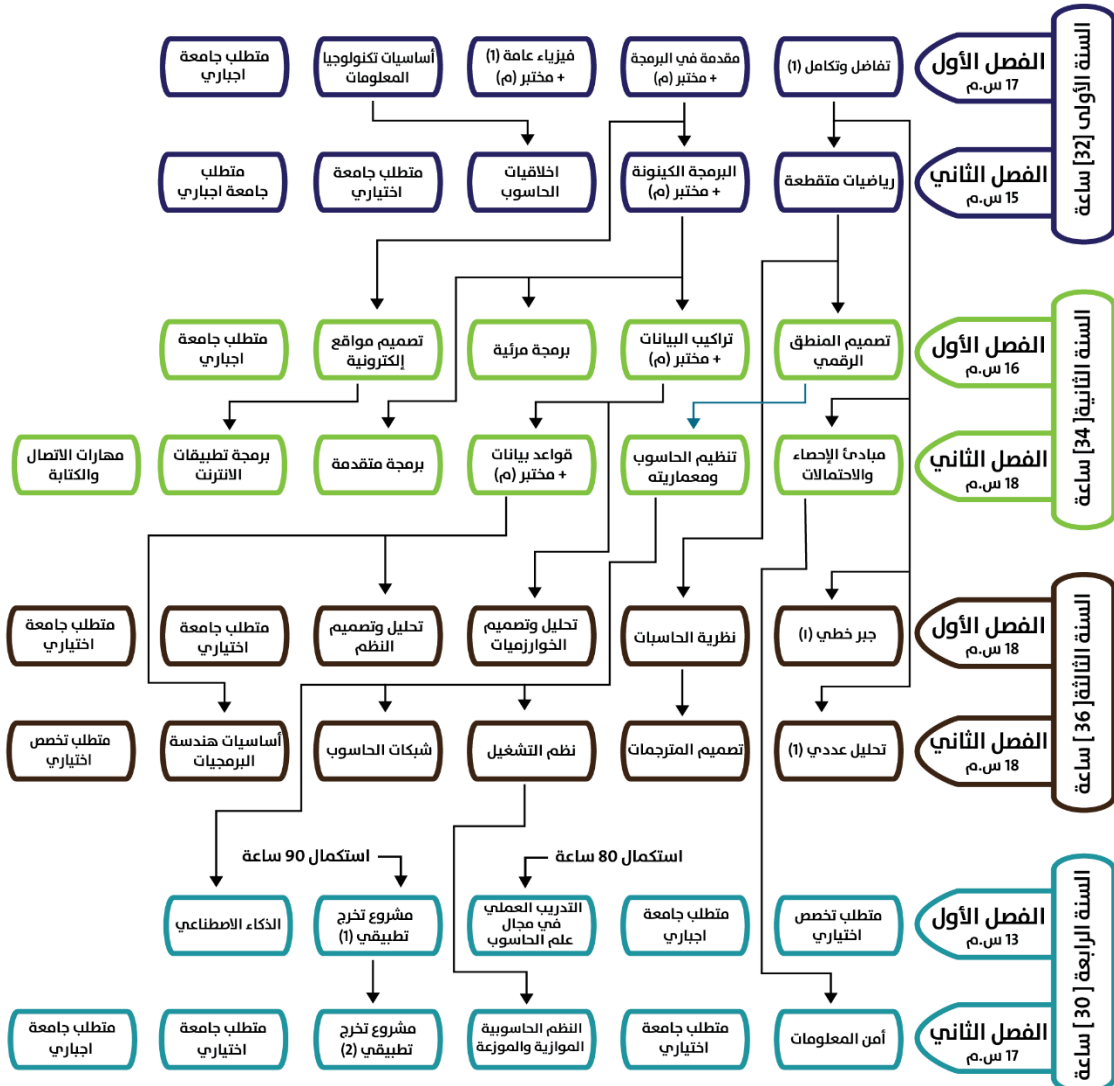 السنة الأولى [32] ساعة
الفصل الأول
17 س.م
تفاضل وتكامل (1)
مقدمة في البرمجة
+ مختبر (م)
فيزياء عامة (1)
+ مختبر (م)
أساسيات تكنولوجيا
المعلومات
متطلب جامعة
اجباري
الفصل الثاني
15 س.م
رياضيات متقطعة
البرمجة الكينونة
+ مختبر (م)
اخلاقيات
الحاسوب
متطلب جامعة
اختياري
متطلب
جامعة اجباري
السنة الثانية [34] ساعة
الفصل الأول
16 س.م
تصميم المنطق
الرقمي
تراكيب البيانات
+ مختبر (م)
برمجة مرئية
تصميم مواقع
إلكترونية
متطلب جامعة
اجباري
الفصل الثاني
18 س.م
مبادئ الإحصاء
والاحتمالات
تنظيم الحاسوب
ومعماريته
قواعد بيانات
+ مختبر (م)
برمجة متقدمة
برمجة تطبيقات
الانترنت
مهارات الاتصال
والكتابة
السنة الثالثة [36] ساعة
الفصل الأول
18 س.م
جبر خطي (١)
نظرية الحاسبات
تحليل وتصميم
الخوارزميات
تحليل وتصميم
النظم
متطلب جامعة
اختياري
متطلب جامعة
اختياري
الفصل الثاني
18 س.م
تحليل عددي (1)
تصميم المترجمات
نظم التشغيل
شبكات الحاسوب
أساسيات هندسة
البرمجيات
متطلب تخصص
اختياري
السنة الرابعة [30] ساعة
استكمال 80 ساعة
استكمال 90 ساعة
الفصل الأول
13 س.م
متطلب تخصص
اختياري
متطلب جامعة
اجباري
التدريب العملي
في مجال
علم الحاسوب
مشروع تخرج
تطبيقي (1)
الذكاء الاصطناعي
الفصل الثاني
17 س.م
أمن المعلومات
متطلب جامعة
اختياري
النظم الحاسوبية
الموازية والموزعة
مشروع تخرج
تطبيقي (2)
متطلب جامعة
اختياري
متطلب جامعة
اجباري